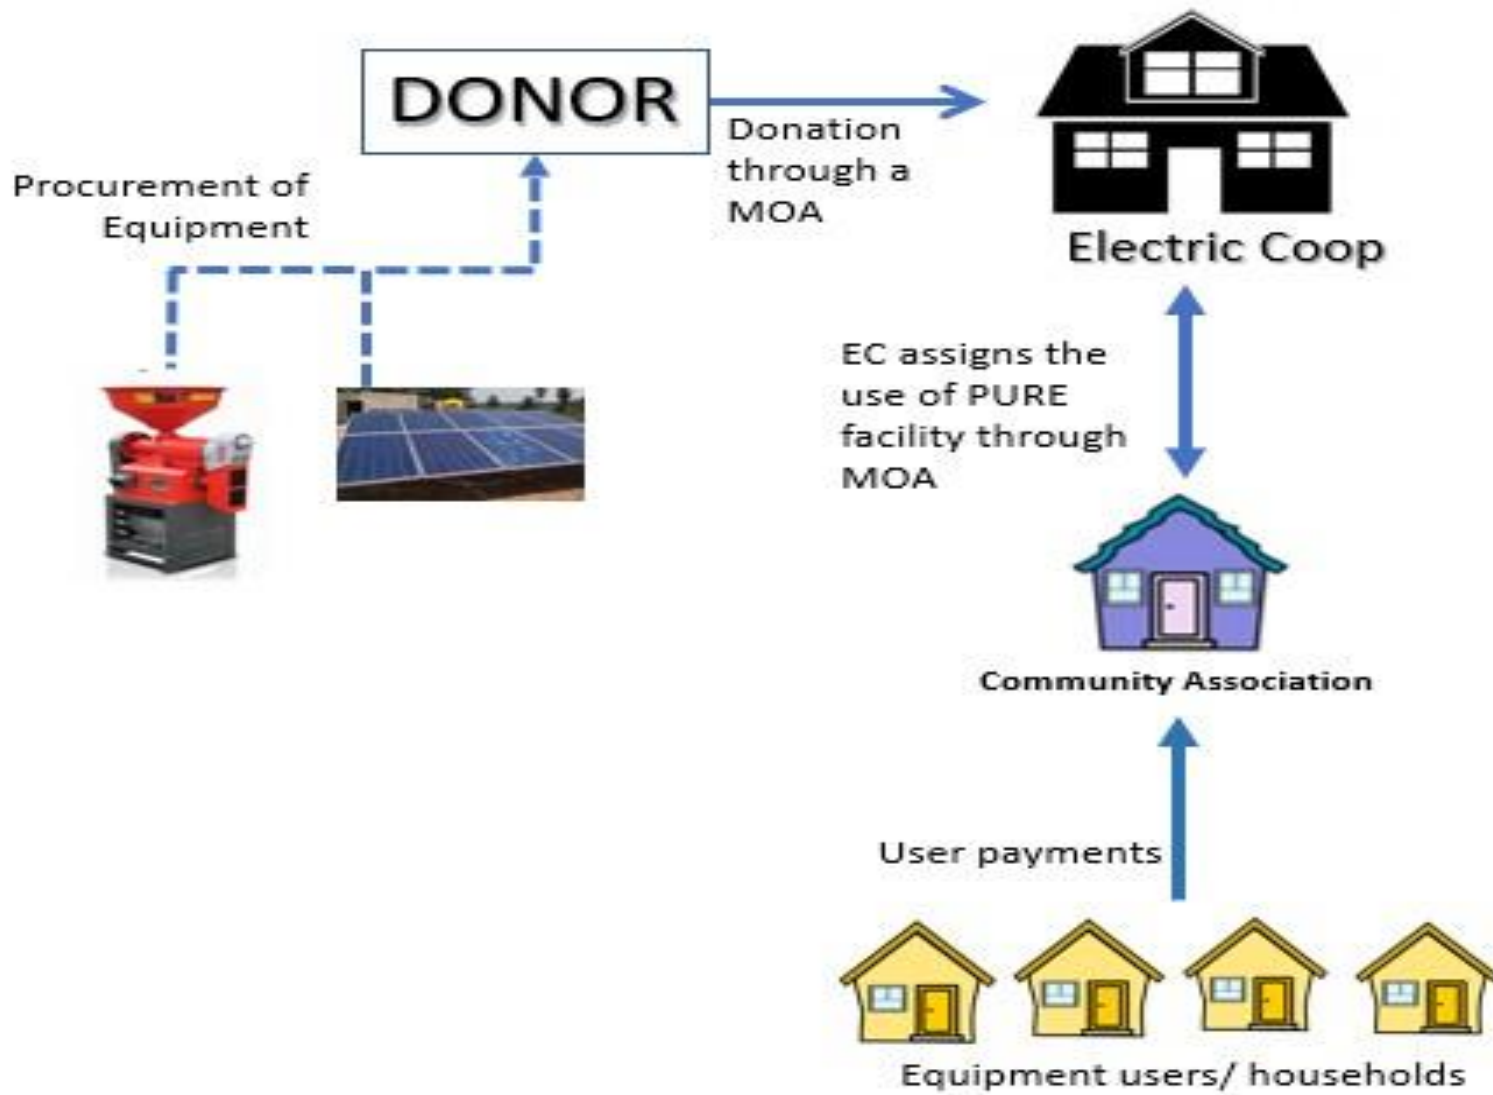 DONOR
Donation
through a
MOA
Procurement of
Equipment
Electric Coop
EC assigns the
use of PURE
facility through
MOA
Community Association
User payments
Equipment users/ households